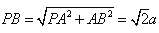 PB = √(PA² + AB²) = √2a